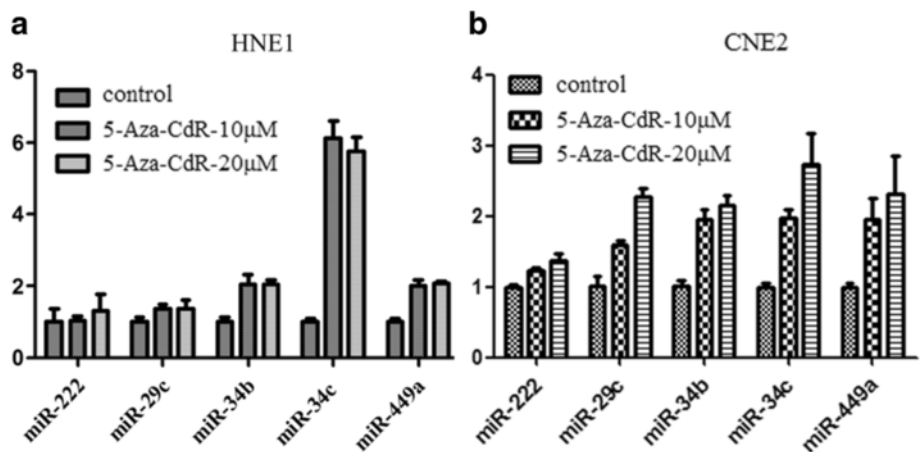 a
HNE1
8
6
4
2
0
control
5-Aza-CdR-10μM
5-Aza-CdR-20μM
miR-222
miR-29c
miR-34b
miR-34c
miR-449a
b
CNE2
4
3
2
1
0
control
5-Aza-CdR-10μM
5-Aza-CdR-20μM
miR-222
miR-29c
miR-34b
miR-34c
miR-449a